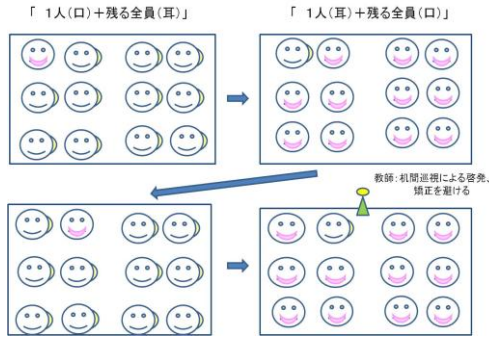 「 1人(口)+残る全員(耳)」
「 1人(耳)+残る全員(口)」
教師:机間巡視による啓発、
矯正を避ける